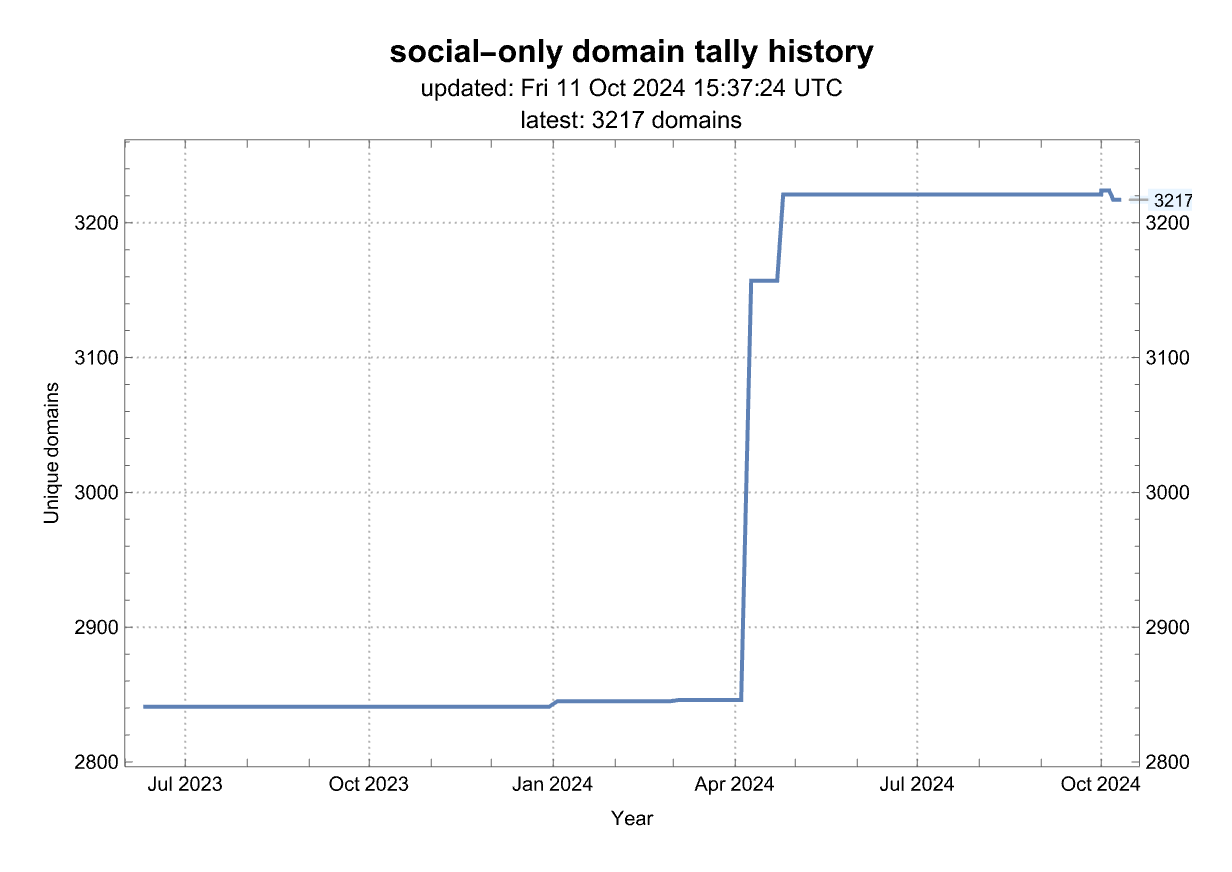 social–only domain tally history
updated: Fri 11 Oct 2024 15:37:24 UTC
latest: 3217 domains
3217
3200
3200
3100
3100
3000
3000
2900
2900
2800
2800
Unique domains
Jul 2023
Oct 2023
Jan 2024
Apr 2024
Jul 2024
Oct 2024
Year